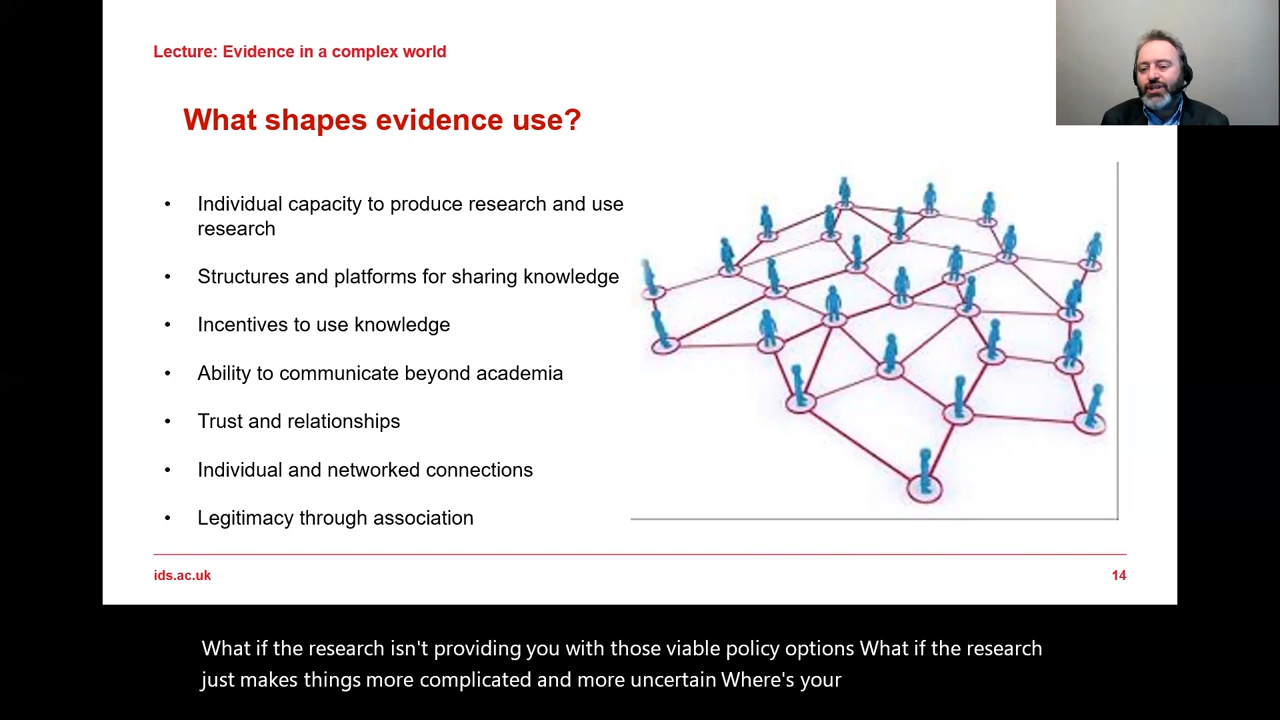 Lecture: Evidence in a complex world
What shapes evidence use?
• Individual capacity to produce research and use
research
• Structures and platforms for sharing knowledge
• Incentives to use knowledge
• Ability to communicate beyond academia
• Trust and relationships
• Individual and networked connections
• Legitimacy through association
ids.ac.uk
14
What if the research isn't providing you with those viable policy options What if the research
just makes things more complicated and more uncertain Where's your